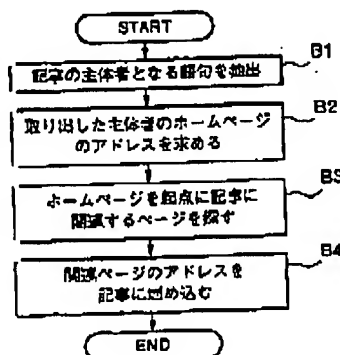 START
B1
記事の主体者となる語句を抽出
B2
取り出した主体者のホームページ
のアドレスを求める
B3
ホームページを起点に記事に
関連するページを探す
B4
関連ページのアドレスを
記事に埋め込む
END